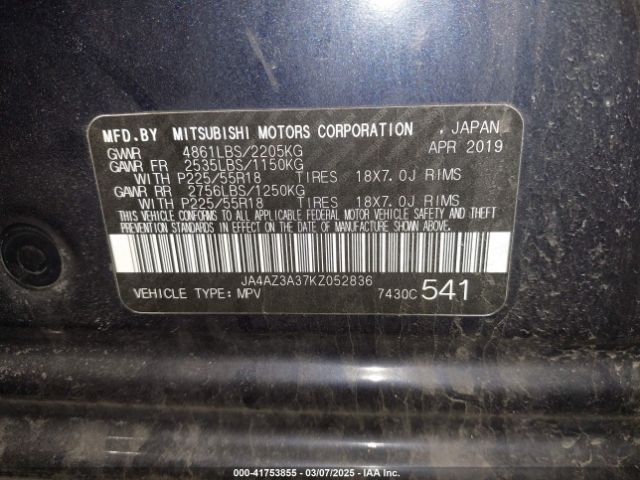 MFD.BY MITSUBISHI MOTORS CORPORATION , JAPAN
GVWR 4861LBS/2205KG APR 2019
GAWR FR 2535LBS/1150KG
WITH P225/55R18 TIRES 18X7.0J RIMS
GAWR RR 2756LBS/1250KG
WITH P225/55R18 TIRES 18X7.0J RIMS
THIS VEHICLE CONFORMS TO ALL APPLICABLE FEDERAL MOTOR VEHICLE SAFETY AND THEFT
PREVENTION STANDARDS IN EFFECT ON THE DATE OF MANUFACTURE SHOWN ABOVE.
JA4AZ3A37KZ052836
VEHICLE TYPE: MPV 7430C 541
000-41753855 — 03/07/2025 — IAA Inc.